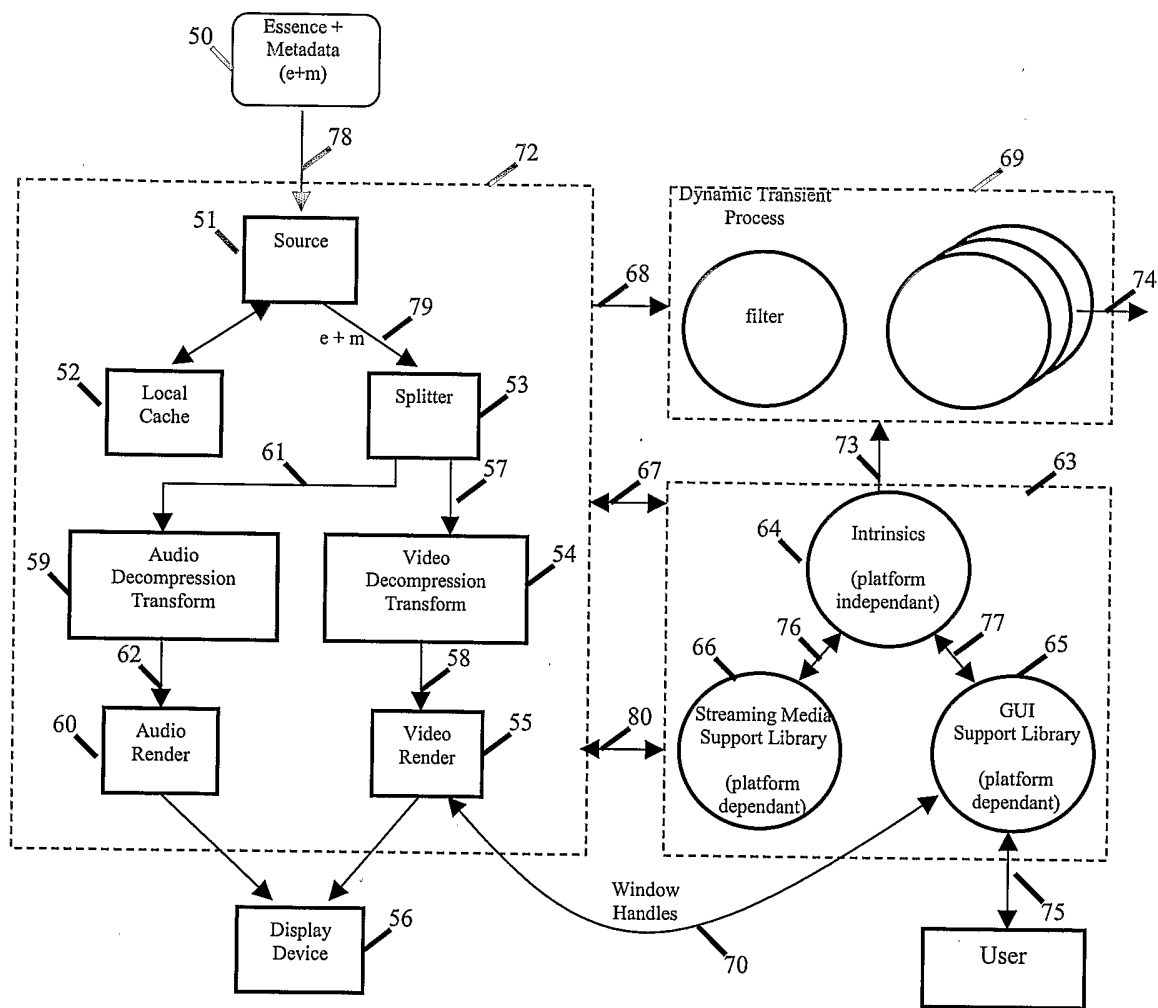 50
Essence +
Metadata
(e+m)
78
72
69
Dynamic Transient
Process
51
Source
68
74
79
filter
e + m
52
Local
Cache
Splitter
53
61
57
73
67
63
64
Intrinsics
(platform
independant)
59
Audio
Decompression
Transform
Video
Decompression
Transform
54
76
77
62
58
66
65
60
Audio
Render
Video
Render
55
80
Streaming Media
Support Library
(platform
dependant)
GUI
Support Library
(platform
dependant)
Window
Handles
75
Display
Device
56
70
User